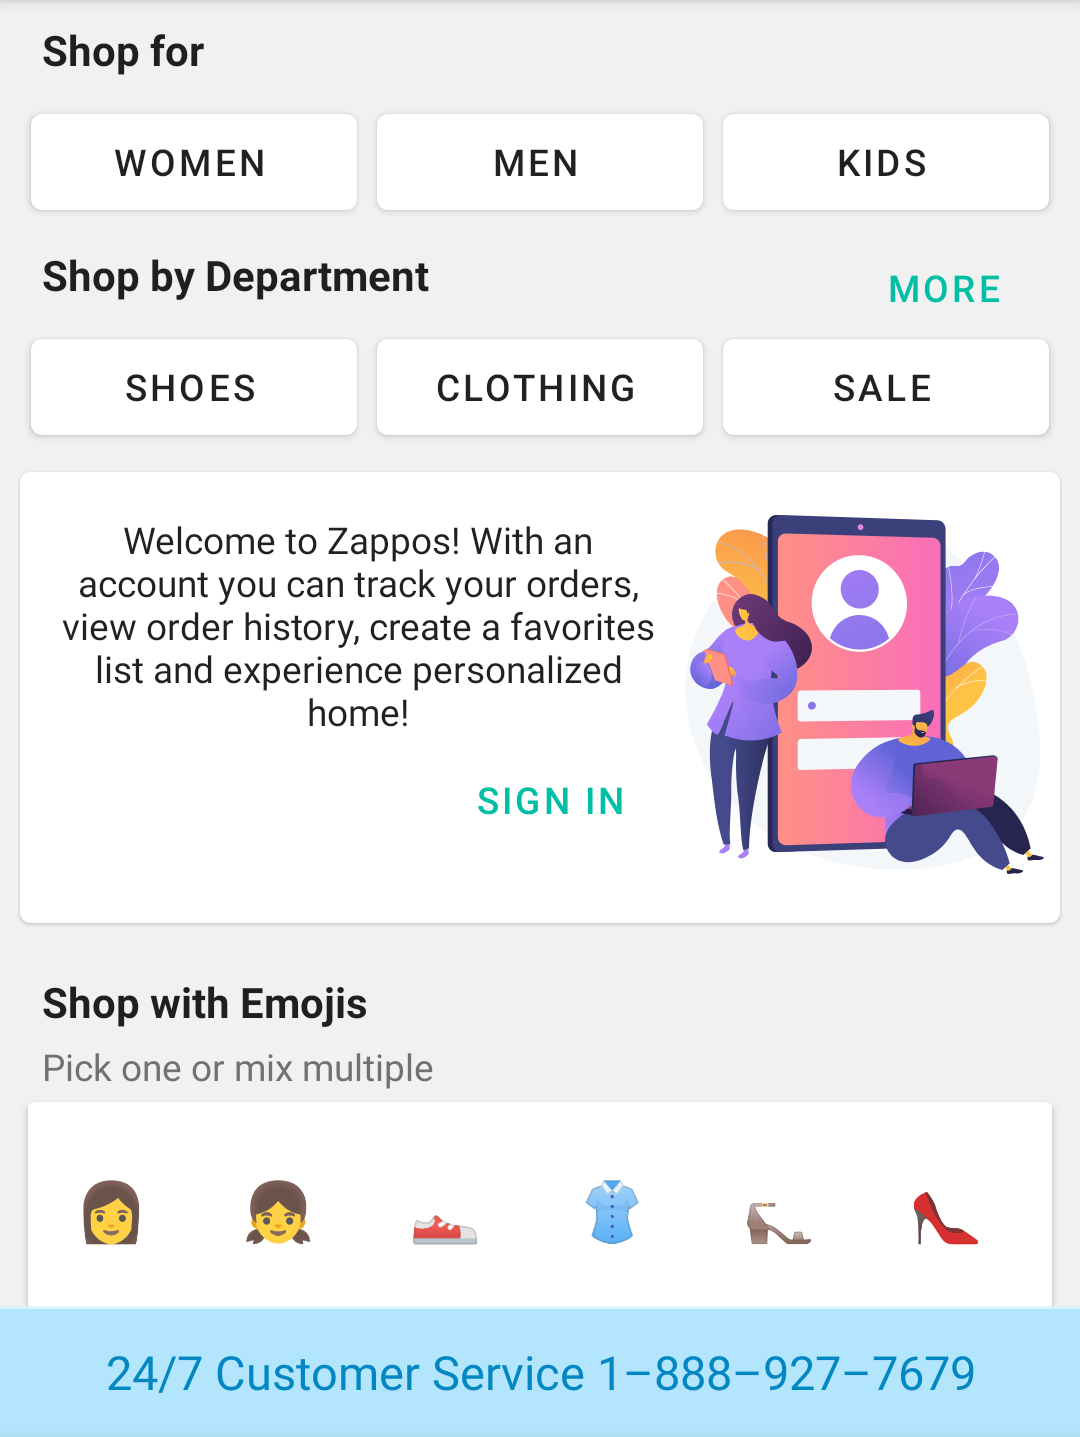 Shop for
WOMEN
MEN
KIDS
Shop by Department
MORE
SHOES
CLOTHING
SALE
Welcome to Zappos! With an
account you can track your orders,
view order history, create a favorites
list and experience personalized
home!
SIGN IN
Shop with Emojis
Pick one or mix multiple
24/7 Customer Service 1–888–927–7679